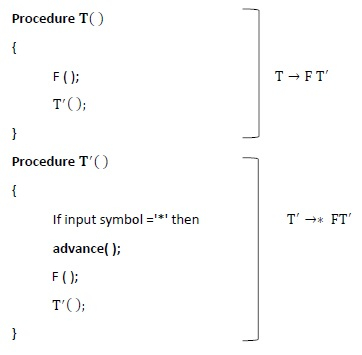 Procedure T( )
{
F ( );
T′( );
}
T → F T′
Procedure T′( )
{
If input symbol ='*' then
advance( );
F ( );
T′( );
}
T′ →* FT′